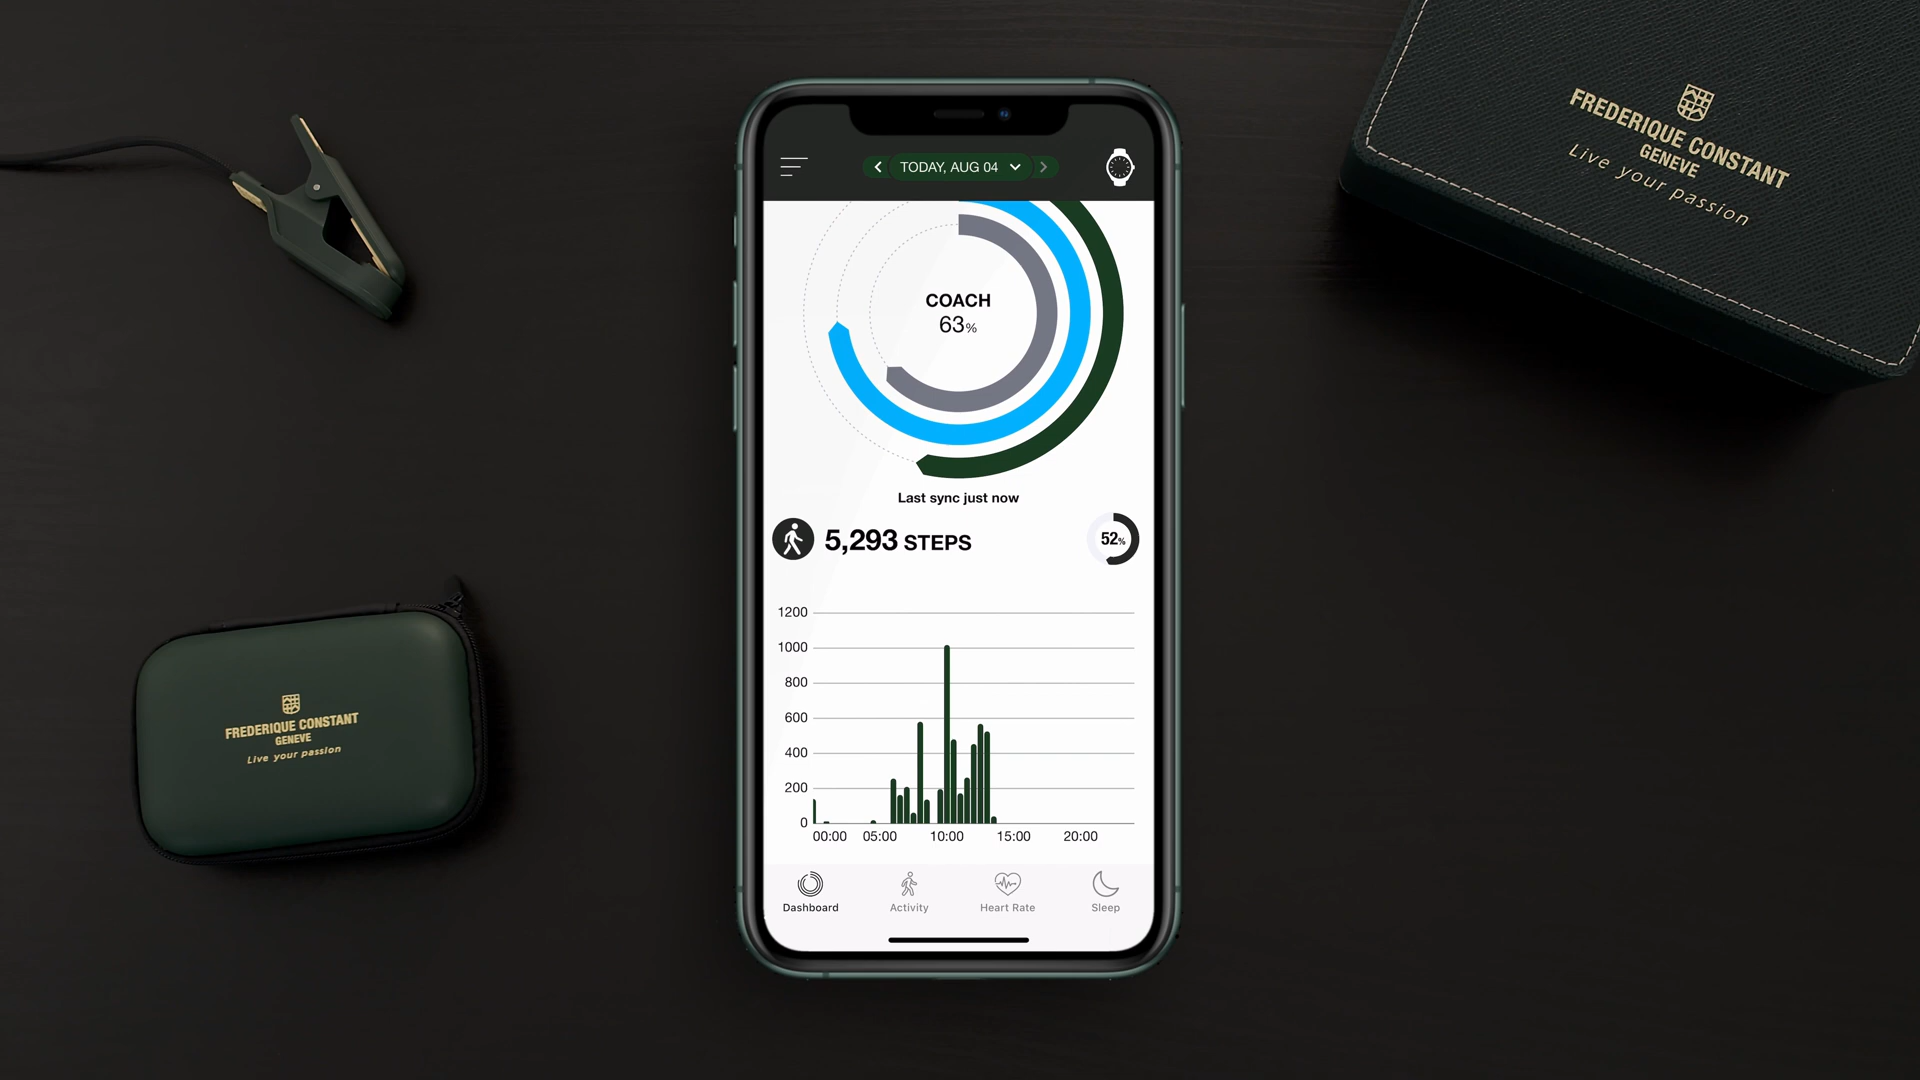 TODAY, AUG 04
COACH
63%
Last sync just now
5,293 STEPS
52%
1200
1000
800
600
400
200
0
00:00 05:00 10:00 15:00 20:00
Dashboard Activity Heart Rate Sleep
FREDERIQUE CONSTANT
GENEVE
Live your passion
FREDERIQUE CONSTANT
GENEVE
Live your passion